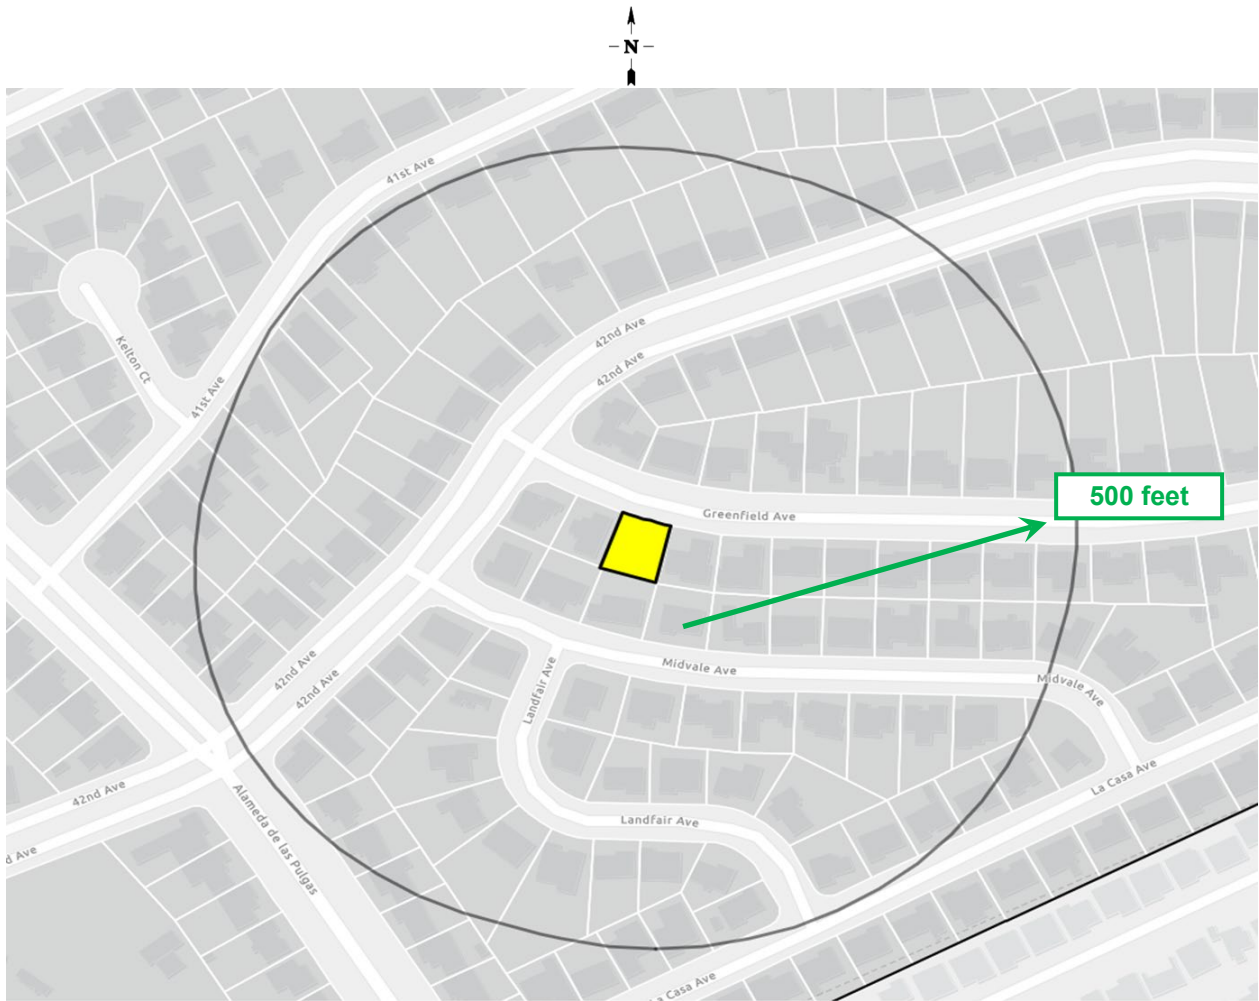 N
41st Ave
Kelton Ct
41st Ave
42nd Ave
42nd Ave
500 feet
Greenfield Ave
42nd Ave
42nd Ave
Landfair Ave
Midvale Ave
Midvale Ave
42nd Ave
Alameda de las Pulgas
La Casa Ave
Landfair Ave
d Ave
La Casa Ave